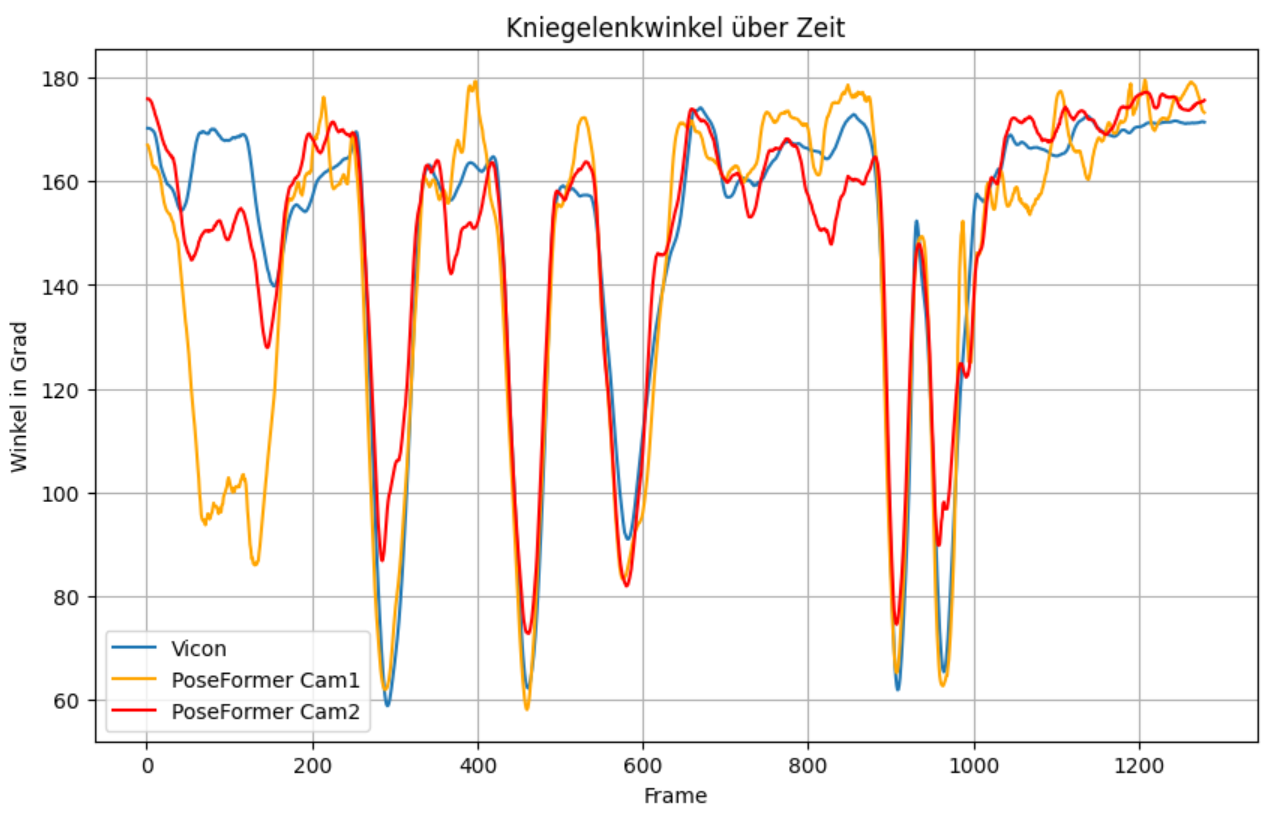 Kniegelenkwinkel über Zeit
Winkel in Grad
180
160
140
120
100
80
60
Vicon
PoseFormer Cam1
PoseFormer Cam2
0 200 400 600 800 1000 1200
Frame